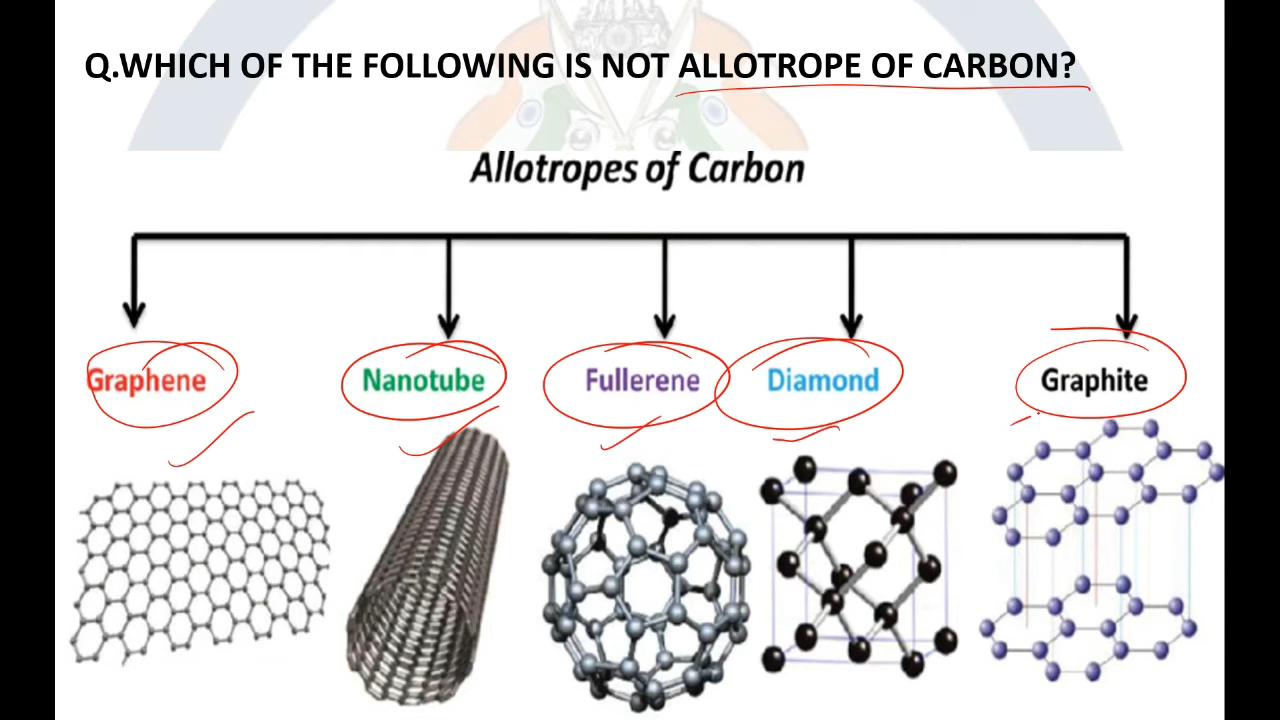 Q.WHICH OF THE FOLLOWING IS NOT ALLOTROPE OF CARBON?
Allotropes of Carbon
Graphene Nanotube Fullerene Diamond Graphite